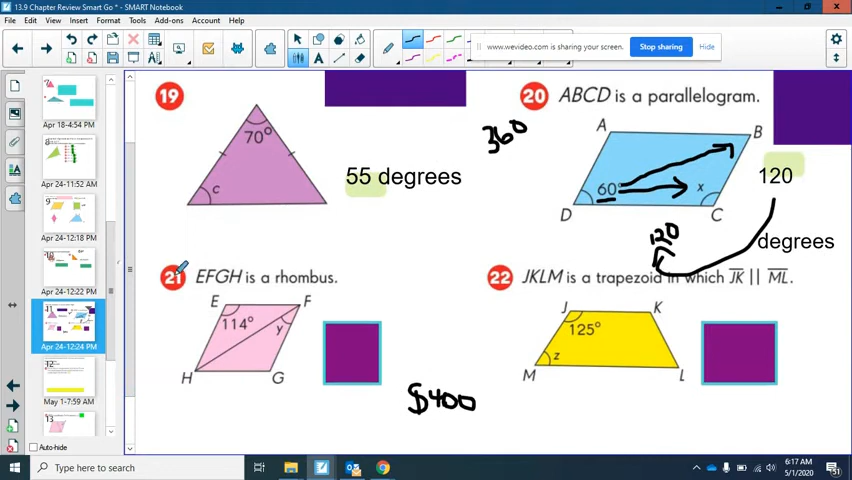 13.9 Chapter Review Smart Go * - SMART Notebook
File Edit View Insert Format Tools Add-ons Account Help
www.wevideo.com is sharing your screen. Stop sharing Hide
Apr 18-4:54 PM
Apr 24-11:52 AM
Apr 24-12:18 PM
Apr 24-12:22 PM
Apr 24-12:24 PM
May 1-7:59 AM
Auto-hide
19
70°
c
55 degrees
20 ABCD is a parallelogram.
360
A
B
60°
x
D
C
120
120
degrees
21 EFGH is a rhombus.
E
F
114°
y
H
G
22 JKLM is a trapezoid in which JK || ML.
J
K
125°
z
M
L
$400
Type here to search
6:17 AM
5/1/2020
51